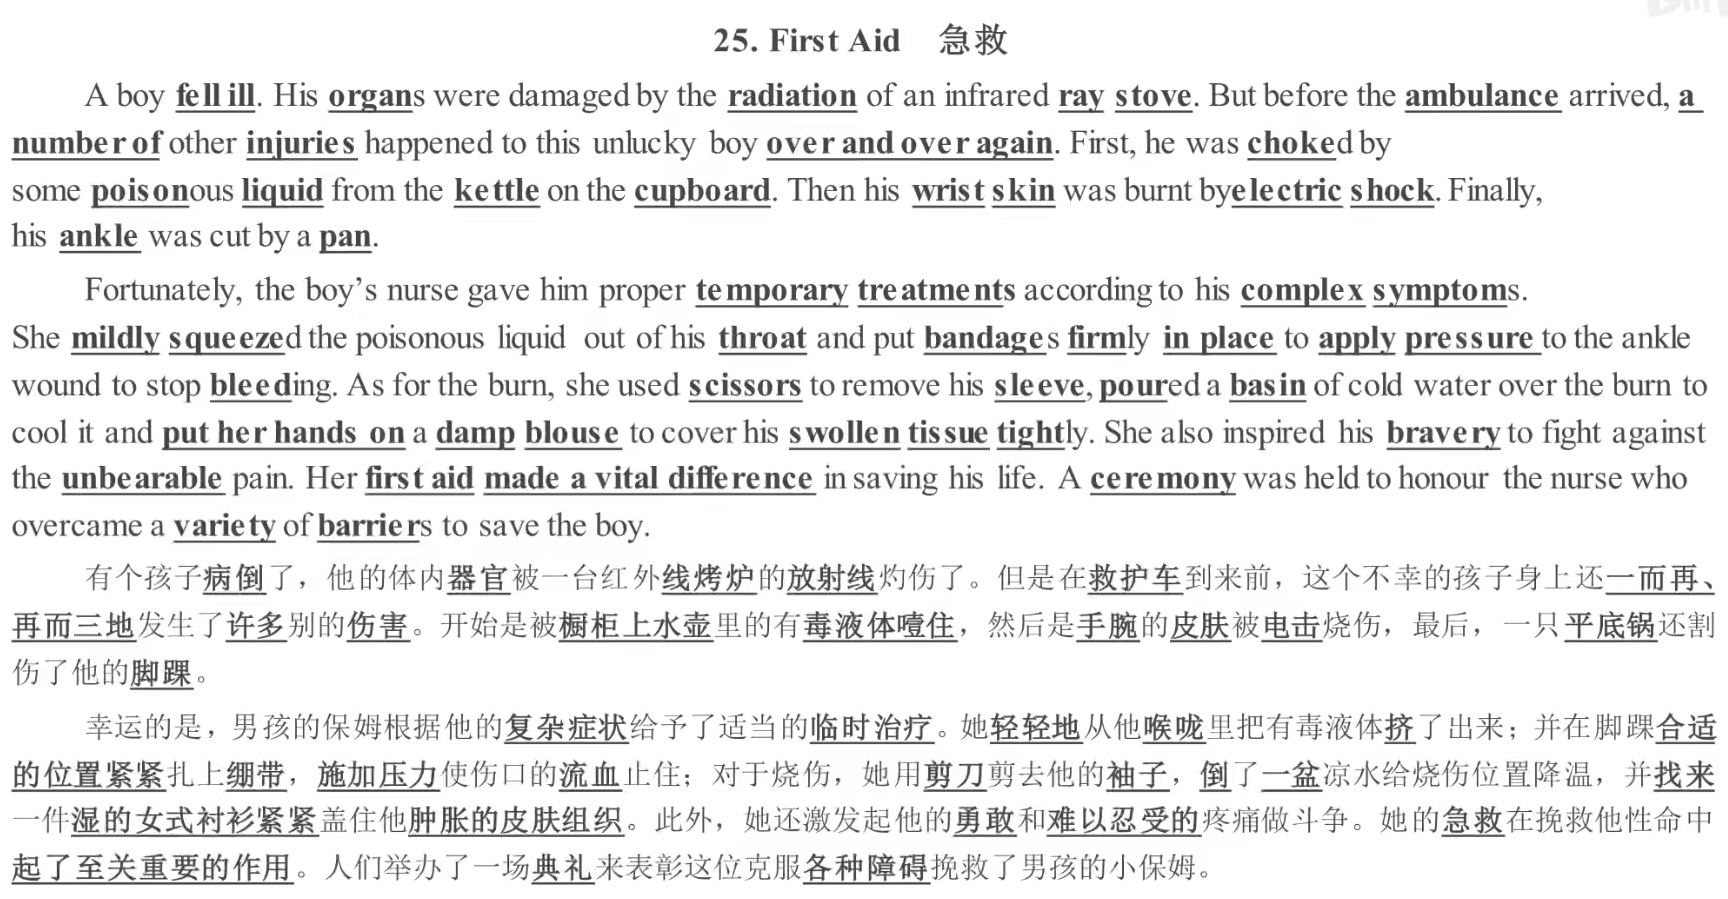 25. First Aid 急救
A boy fell ill. His organs were damaged by the radiation of an infrared ray stove. But before the ambulance arrived, a
number of other injuries happened to this unlucky boy over and over again. First, he was choked by
some poisonous liquid from the kettle on the cupboard. Then his wrist skin was burnt byelectric shock. Finally,
his ankle was cut by a pan.
Fortunately, the boy's nurse gave him proper temporary treatments according to his complex symptoms.
She mildly squeezed the poisonous liquid out of his throat and put bandages firmly in place to apply pressure to the ankle
wound to stop bleeding. As for the burn, she used scissors to remove his sleeve, poured a basin of cold water over the burn to
cool it and put her hands on a damp blouse to cover his swollen tissue tightly. She also inspired his bravery to fight against
the unbearable pain. Her first aid made a vital difference in saving his life. A ceremony was held to honour the nurse who
overcame a variety of barriers to save the boy.
有个孩子病倒了，他的体内器官被一台红外线烤炉的放射线灼伤了。但是在救护车到来前，这个不幸的孩子身上还一而再、
再而三地发生了许多别的伤害。开始是被橱柜上水壶里的有毒液体噎住，然后是手腕的皮肤被电击烧伤，最后，一只平底锅还割
伤了他的脚踝。
幸运的是，男孩的保姆根据他的复杂症状给予了适当的临时治疗。她轻轻地从他喉咙里把有毒液体挤了出来；并在脚踝合适
的位置紧紧扎上绷带，施加压力使伤口的流血止住；对于烧伤，她用剪刀剪去他的袖子，倒了一盆凉水给烧伤位置降温，并找来
一件湿的女式衬衫紧紧盖住他肿胀的皮肤组织。此外，她还激发起他的勇敢和难以忍受的疼痛做斗争。她的急救在挽救他性命中
起了至关重要的作用。人们举办了一场典礼来表彰这位克服各种障碍挽救了男孩的小保姆。